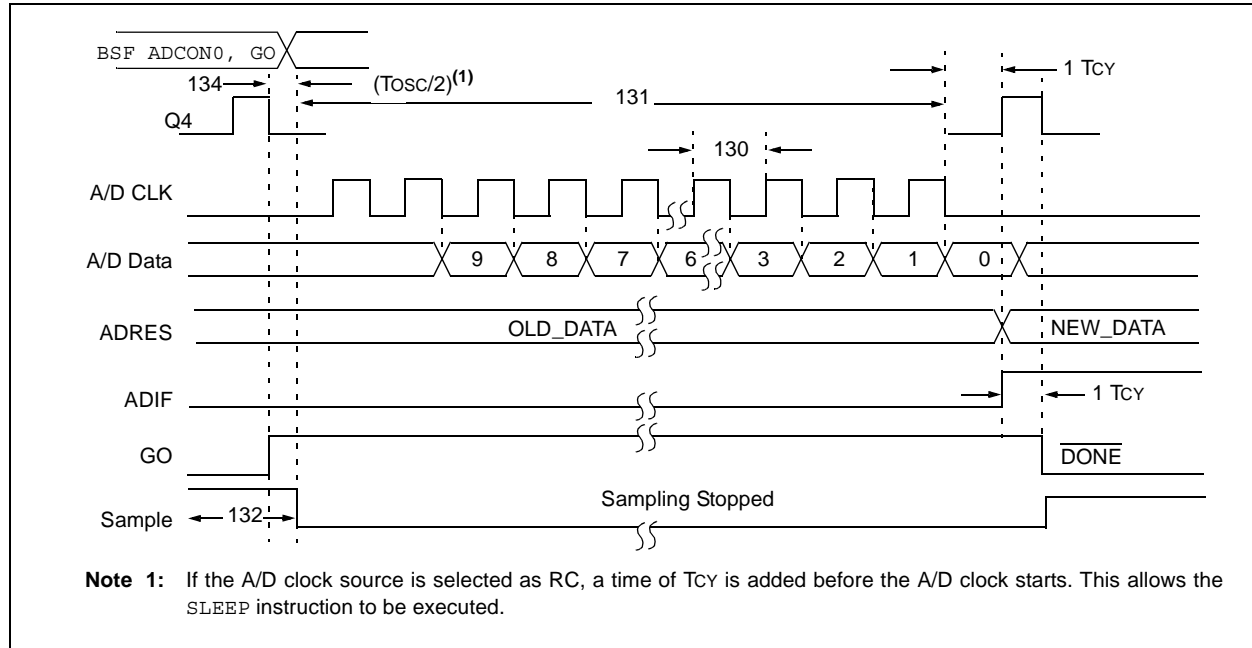 BSF ADCON0, GO
134
(TOSC/2)(1)
131
1 TCY
Q4
130
A/D CLK
A/D Data
9 8 7 6 3 2 1 0
ADRES
OLD_DATA
NEW_DATA
ADIF
1 TCY
GO
DONE
Sample
132
Sampling Stopped
Note 1: If the A/D clock source is selected as RC, a time of TCY is added before the A/D clock starts. This allows the
SLEEP instruction to be executed.